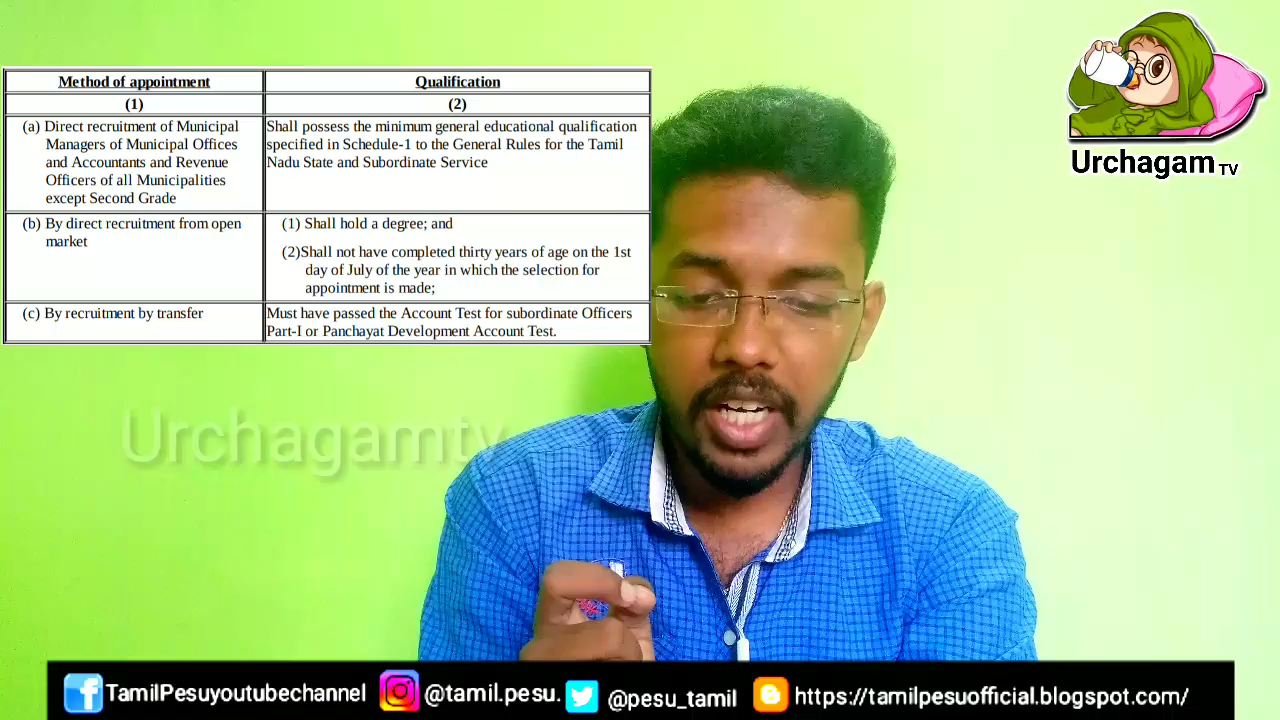 Method of appointment
Qualification
(1)
(2)
(a) Direct recruitment of Municipal
Managers of Municipal Offices
and Accountants and Revenue
Officers of all Municipalities
except Second Grade
Shall possess the minimum general educational qualification
specified in Schedule-1 to the General Rules for the Tamil
Nadu State and Subordinate Service
(b) By direct recruitment from open
market
(1) Shall hold a degree; and
(2)Shall not have completed thirty years of age on the 1st
day of July of the year in which the selection for
appointment is made;
(c) By recruitment by transfer
Must have passed the Account Test for subordinate Officers
Part-I or Panchayat Development Account Test.
Urchagam TV
Urchagamtv
TamilPesuyoutubechannel
@tamil.pesu.
@pesu_tamil
https://tamilpesuofficial.blogspot.com/